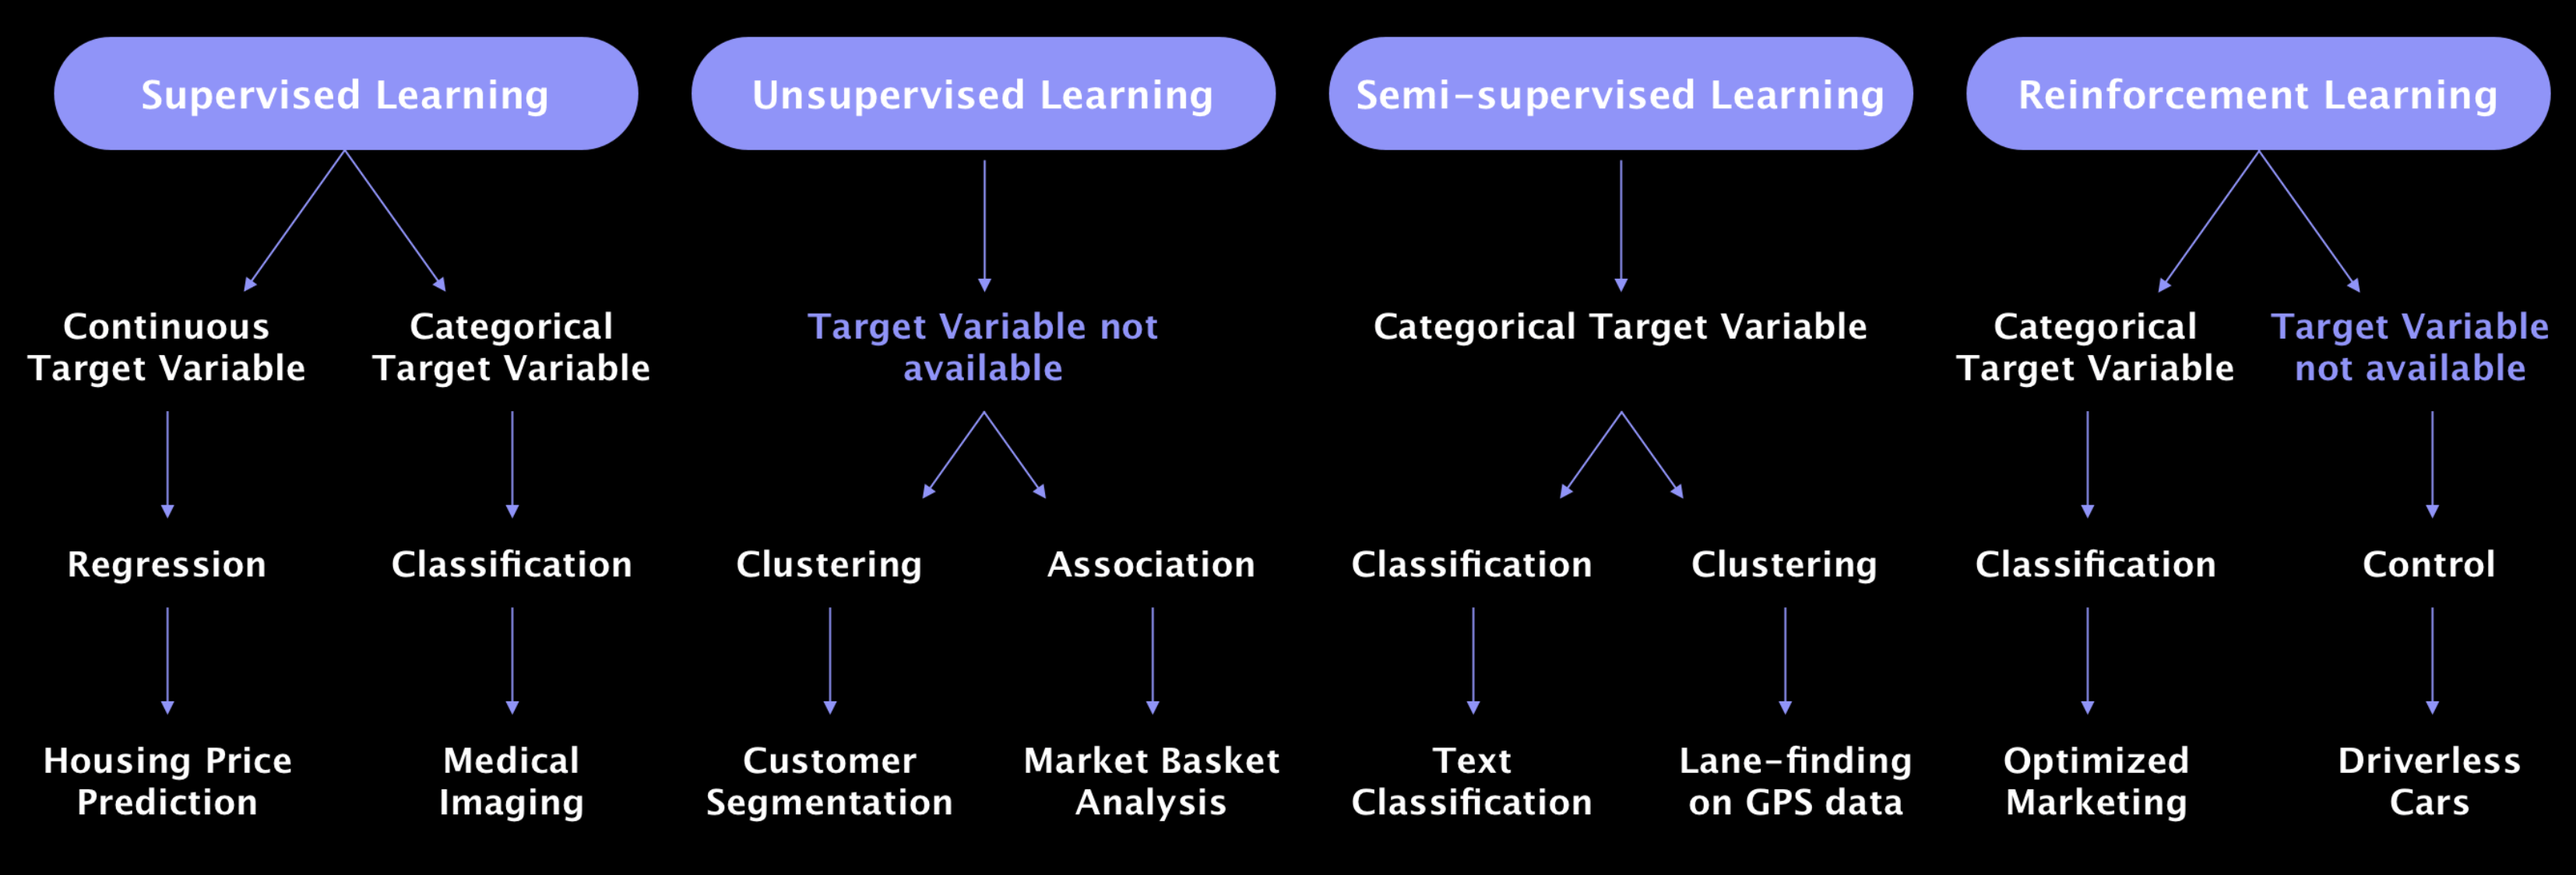 Supervised Learning
Unsupervised Learning
Semi-supervised Learning
Reinforcement Learning
Continuous
Target Variable
Categorical
Target Variable
Target Variable not
available
Categorical Target Variable
Categorical
Target Variable
Target Variable
not available
Regression
Classification
Clustering
Association
Classification
Clustering
Classification
Control
Housing Price
Prediction
Medical
Imaging
Customer
Segmentation
Market Basket
Analysis
Text
Classification
Lane-finding
on GPS data
Optimized
Marketing
Driverless
Cars